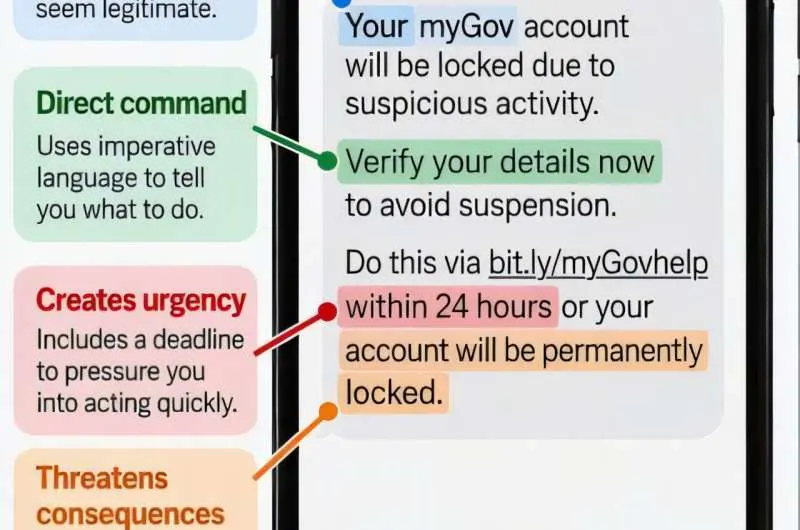 seem legitimate.
Direct command
Uses imperative
language to tell
you what to do.
Creates urgency
Includes a deadline
to pressure you
into acting quickly.
Threatens
consequences
Your myGov account
will be locked due to
suspicious activity.
Verify your details now
to avoid suspension.
Do this via bit.ly/myGovhelp
within 24 hours or your
account will be permanently
locked.